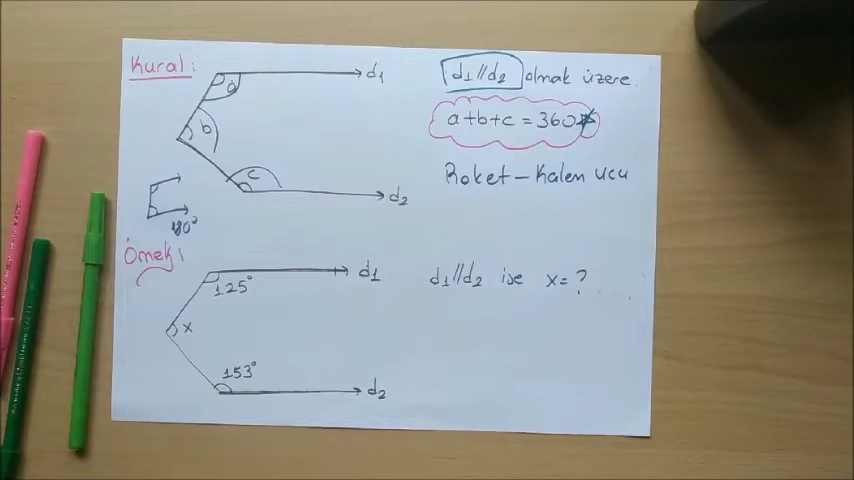 Kural:
a
d1
b
c
d2
d1//d2 olmak üzere.
a+b+c=360
Roket-Kalem ucu
180°
Örnek
125°
d1
x
153°
d2
d1//d2 ise x=?